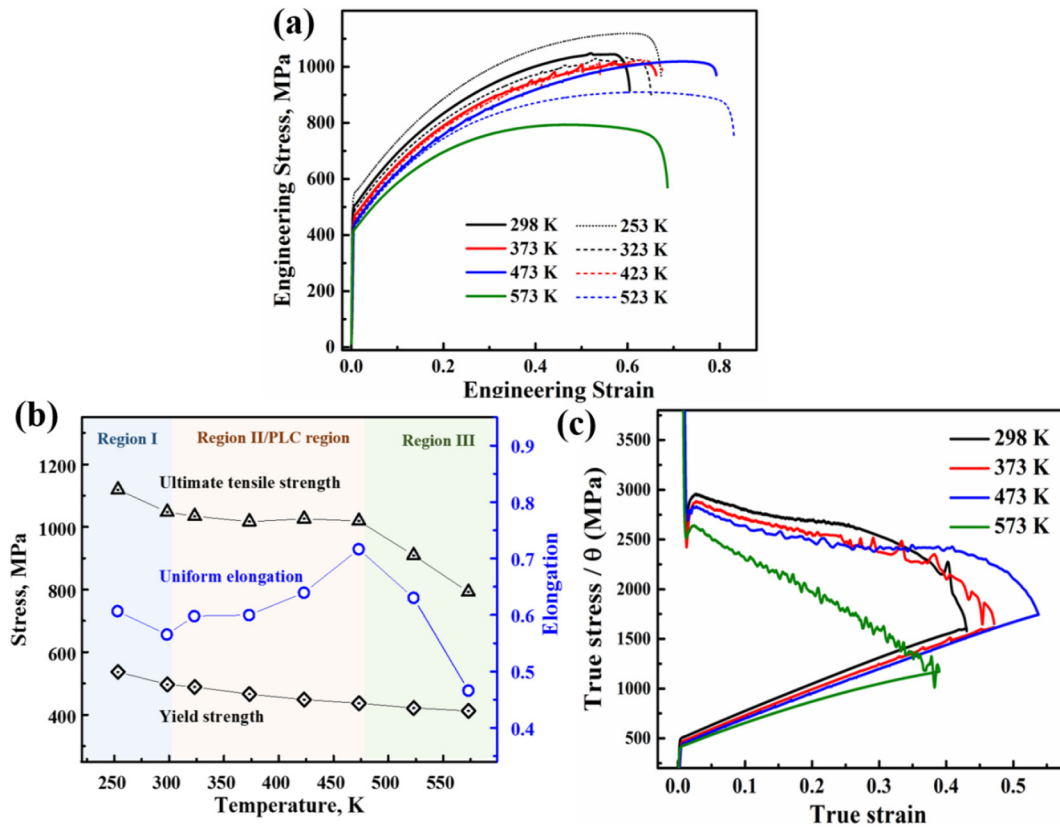 (a)
Engineering Stress, MPa
1000
800
600
400
200
0
298 K
373 K
473 K
573 K
253 K
323 K
423 K
523 K
0.0 0.2 0.4 0.6 0.8
Engineering Strain
(b)
Region I Region II/PLC region Region III
Stress, MPa
1200
1000
800
600
400
Ultimate tensile strength
Uniform elongation
Yield strength
0.9
0.8
0.7
0.6
0.5
0.4
Elongation
250 300 350 400 450 500 550
Temperature, K
(c)
True stress / θ (MPa)
3500
3000
2500
2000
1500
1000
500
298 K
373 K
473 K
573 K
0.0 0.1 0.2 0.3 0.4 0.5
True strain